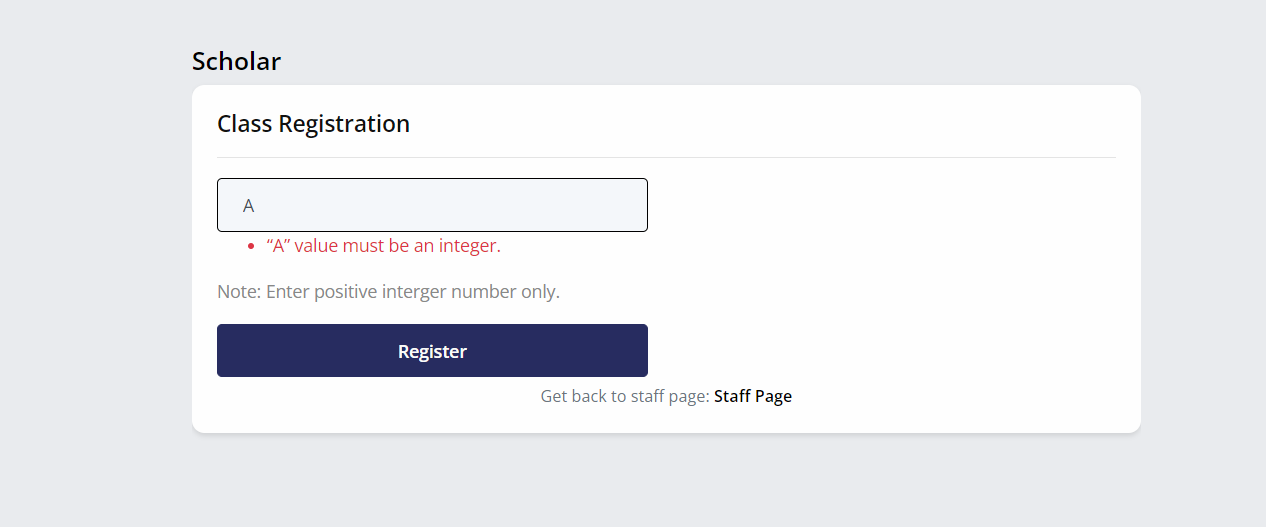 Scholar
Class Registration
A
“A” value must be an integer.
Note: Enter positive interger number only.
Register
Get back to staff page: Staff Page